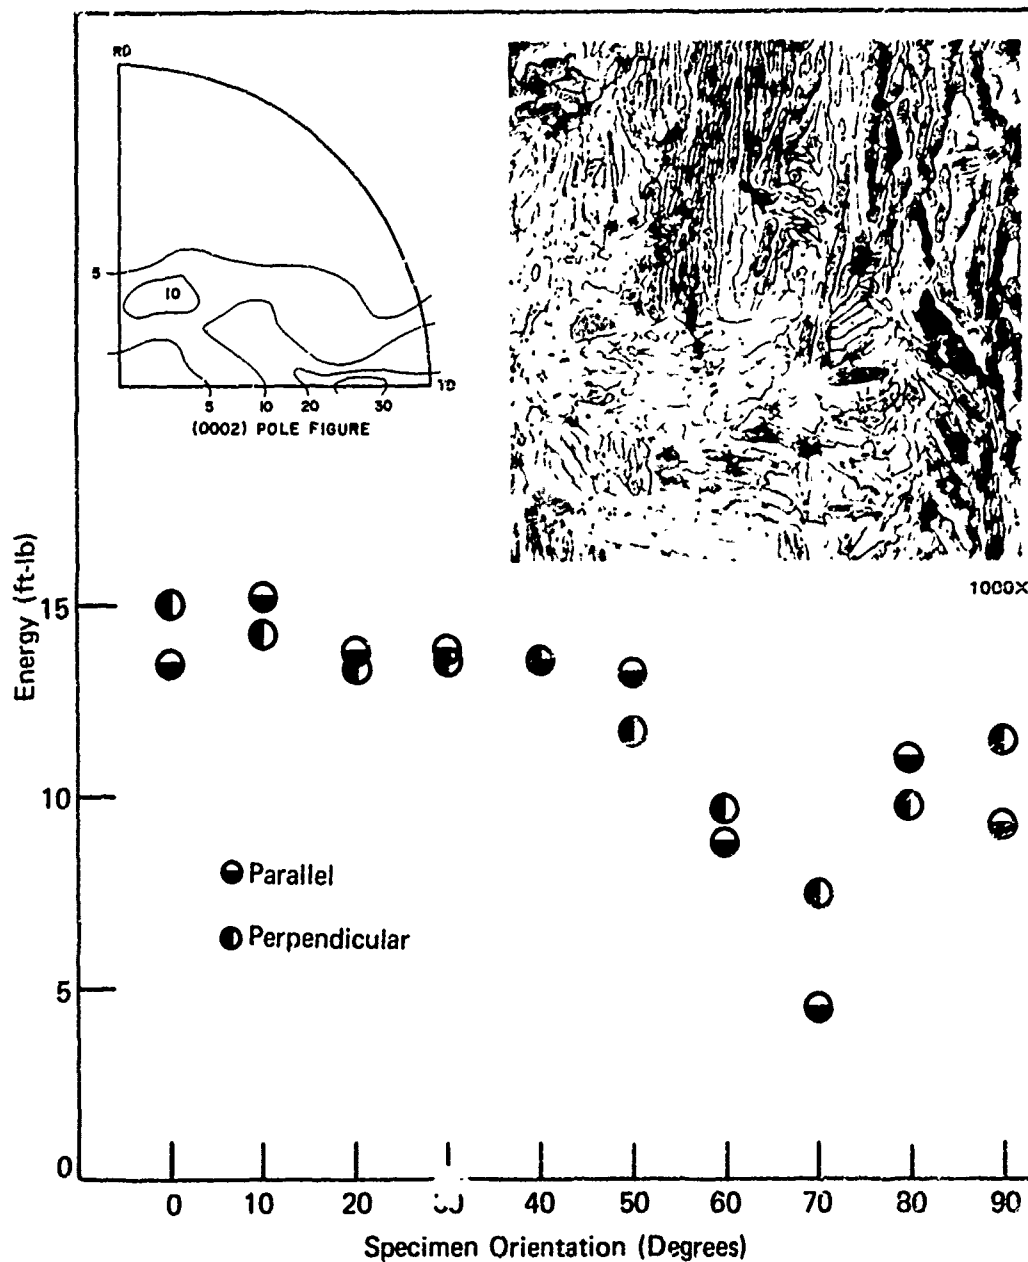 RD
5
10
TD
5 10 20 30
(0002) POLE FIGURE
1000X
Energy (ft-lb)
15
10
Parallel
Perpendicular
5
0
0 10 20 40 50 60 70 80 90
Specimen Orientation (Degrees)